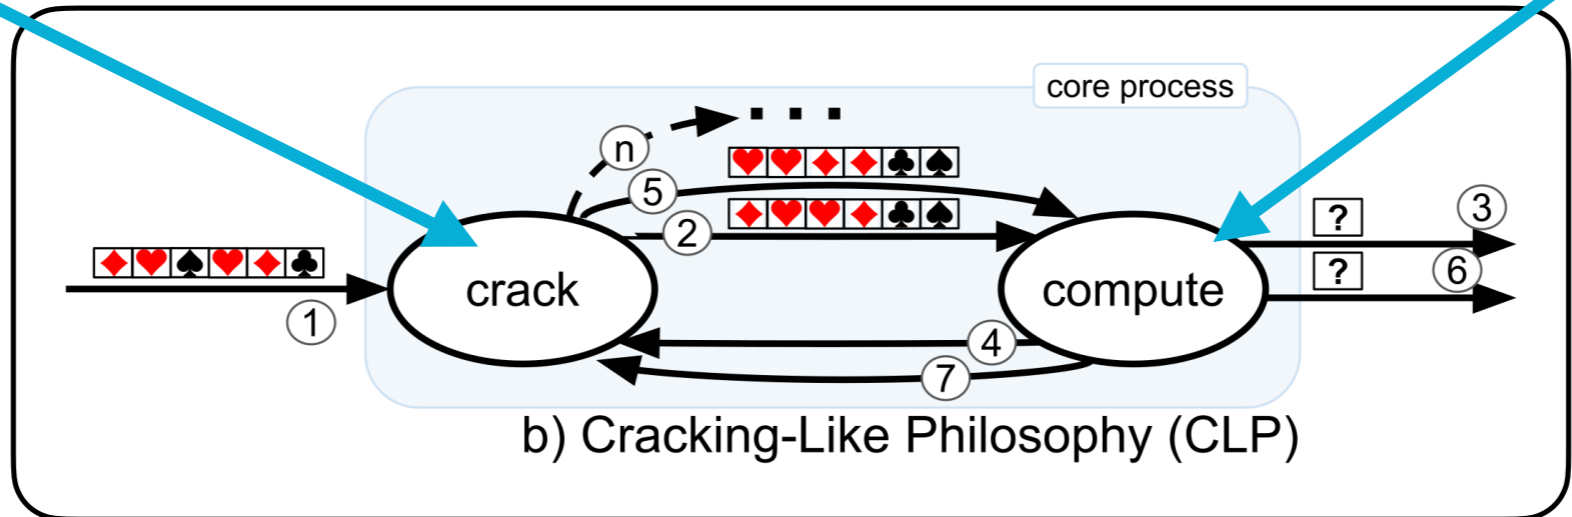 core process
n
■ ■ ■
♥♥♦♦♣♠
5
♦♥♥♦♣♠
2
?
3
♦♥♠♥♦♣
crack
compute
?
6
1
4
7
b) Cracking-Like Philosophy (CLP)